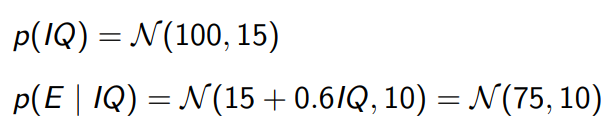 p(IQ) = 𝒩(100, 15)
p(E | IQ) = 𝒩(15 + 0.6IQ, 10) = 𝒩(75, 10)